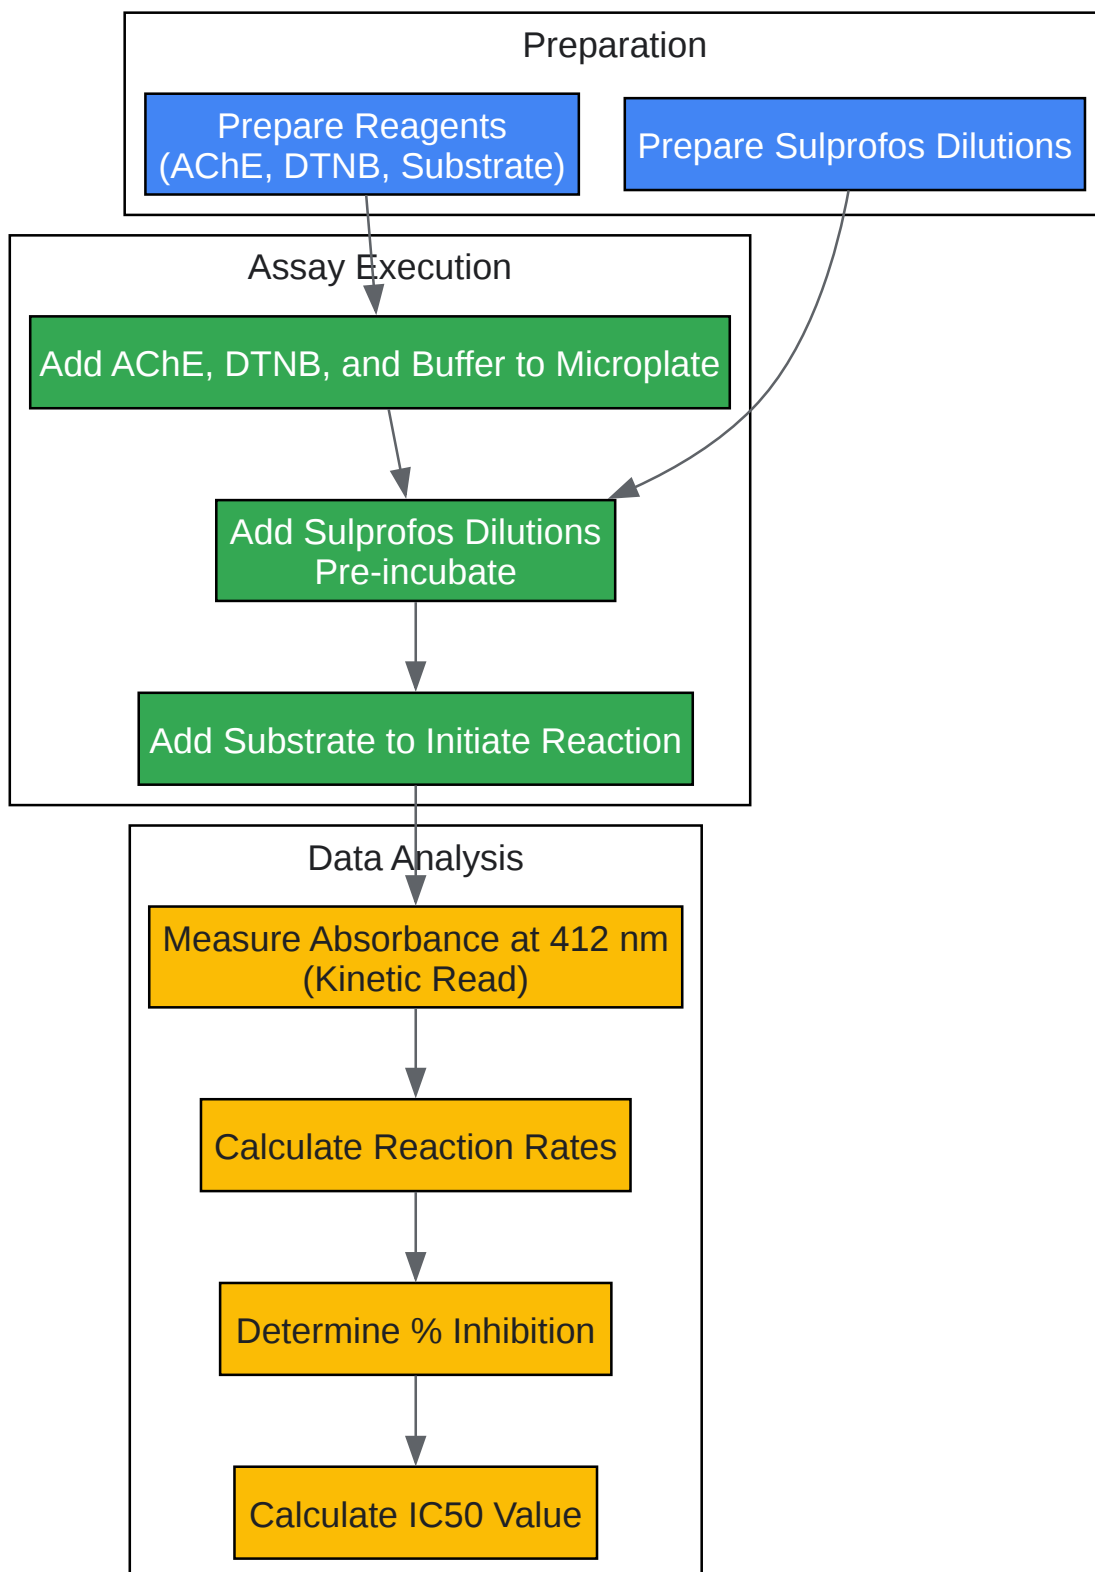 Preparation
Prepare Reagents
(AChE, DTNB, Substrate)
Prepare Sulprofos Dilutions
Assay Execution
Add AChE, DTNB, and Buffer to Microplate
Add Sulprofos Dilutions
Pre-incubate
Add Substrate to Initiate Reaction
Data Analysis
Measure Absorbance at 412 nm
(Kinetic Read)
Calculate Reaction Rates
Determine % Inhibition
Calculate IC50 Value